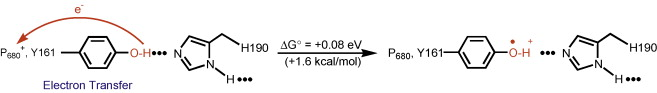 e⁻
P₆₈₀⁺, Y161 O-H H190
N N H
ΔG° = +0.08 eV
(+1.6 kcal/mol)
P₆₈₀, Y161 O-H⁺ H190
N N H
Electron Transfer